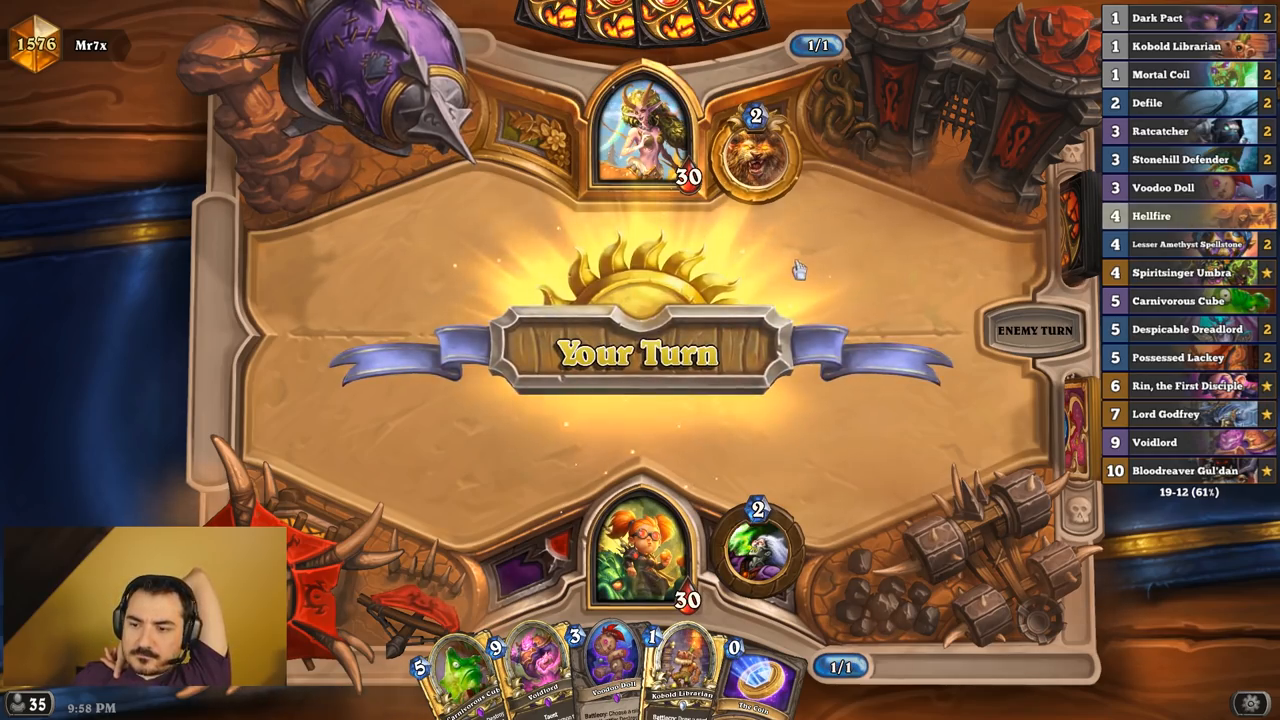 1576
Mr7x
1/1
2
30
Your Turn
ENEMY TURN
2
30
5
Carnivorous Cube
9
Voidlord
Taunt
3
Voodoo Doll
1
Kobold Librarian
0
The Coin
1/1
35
9:58 PM
1 Dark Pact 2
1 Kobold Librarian
1 Mortal Coil 2
2 Defile 2
3 Ratcatcher 2
3 Stonehill Defender 2
3 Voodoo Doll
4 Hellfire
4 Lesser Amethyst Spellstone 2
4 Spiritsinger Umbra
5 Carnivorous Cube
5 Despicable Dreadlord 2
5 Possessed Lackey 2
6 Rin, the First Disciple
7 Lord Godfrey
9 Voidlord
10 Bloodreaver Gul'dan
19-12 (61%)